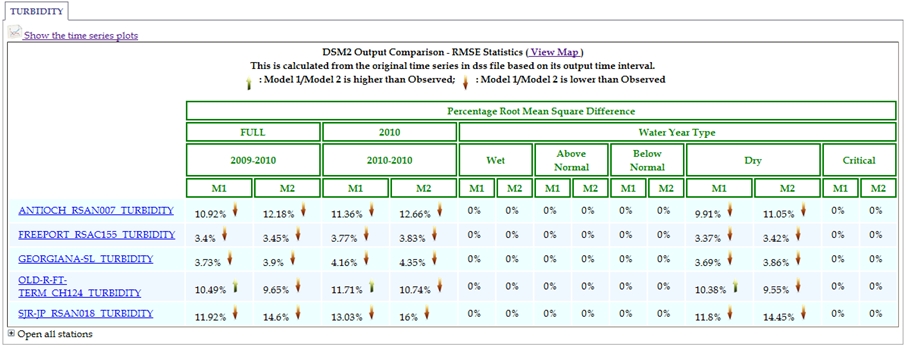 TURBIDITY
Show the time series plots
DSM2 Output Comparison - RMSE Statistics ( View Map )
This is calculated from the original time series in dss file based on its output time interval.
: Model 1/Model 2 is higher than Observed; : Model 1/Model 2 is lower than Observed
Percentage Root Mean Square Difference
FULL 2010 Water Year Type
2009-2010 2010-2010 Wet Above Normal Below Normal Dry Critical
M1 M2 M1 M2 M1 M2 M1 M2 M1 M2 M1 M2 M1 M2
ANTIOCH_RSAN007_TURBIDITY 10.92% 12.18% 11.36% 12.66% 0% 0% 0% 0% 0% 0% 9.91% 11.05% 0% 0%
FREEPORT_RSAC155_TURBIDITY 3.4% 3.45% 3.77% 3.83% 0% 0% 0% 0% 0% 0% 3.37% 3.42% 0% 0%
GEORGIANA-SL_TURBIDITY 3.73% 3.9% 4.16% 4.35% 0% 0% 0% 0% 0% 0% 3.69% 3.86% 0% 0%
OLD-R-FT-
TERM_CH124_TURBIDITY 10.49% 9.65% 11.71% 10.74% 0% 0% 0% 0% 0% 0% 10.38% 9.55% 0% 0%
SJR-JP_RSAN018_TURBIDITY 11.92% 14.6% 13.03% 16% 0% 0% 0% 0% 0% 0% 11.8% 14.45% 0% 0%
Open all stations